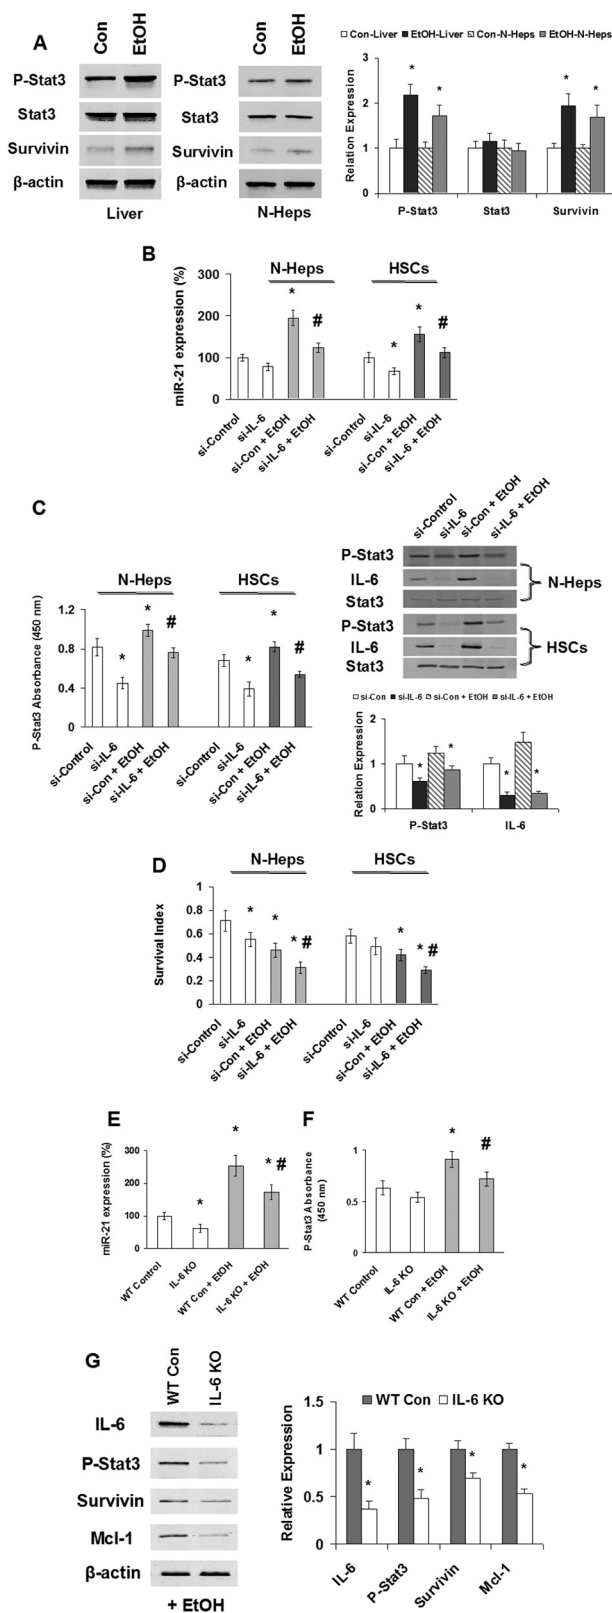 A
Con
EtOH
P-Stat3
Stat3
Survivin
β-actin
Liver
Con
EtOH
P-Stat3
Stat3
Survivin
β-actin
N-Heps
Con-Liver EtOH-Liver Con-N-Heps EtOH-N-Heps
Relation Expression
3
2
1
0
* * * *
P-Stat3 Stat3 Survivin
B
N-Heps HSCs
miR-21 expression (%)
300
200
100
0
* # * * #
si-Control
si-IL-6
si-Con + EtOH
si-IL-6 + EtOH
si-Control
si-IL-6
si-Con + EtOH
si-IL-6 + EtOH
C
N-Heps HSCs
P-Stat3 Absorbance (450 nm)
1.2
0.8
0.4
0
* * # * * #
si-Control
si-IL-6
si-Con + EtOH
si-IL-6 + EtOH
si-Control
si-IL-6
si-Con + EtOH
si-IL-6 + EtOH
si-Control
si-IL-6
si-Con + EtOH
si-IL-6 + EtOH
P-Stat3
IL-6
Stat3
N-Heps
P-Stat3
IL-6
Stat3
HSCs
si-Con si-IL-6 si-Con + EtOH si-IL-6 + EtOH
Relation Expression
2
1
0
* * * *
P-Stat3 IL-6
D
N-Heps HSCs
Survival Index
1
0.8
0.6
0.4
0.2
0
* * * # * * #
si-Control
si-IL-6
si-Con + EtOH
si-IL-6 + EtOH
si-Control
si-IL-6
si-Con + EtOH
si-IL-6 + EtOH
E
miR-21 expression (%)
300
200
100
0
* * * #
WT Control
IL-6 KO
WT Con + EtOH
IL-6 KO + EtOH
F
P-Stat3 Absorbance
(450 nm)
1
0.5
0
* #
WT Control
IL-6 KO
WT Con + EtOH
IL-6 KO + EtOH
G
WT Con
IL-6 KO
IL-6
P-Stat3
Survivin
Mcl-1
β-actin
+ EtOH
WT Con IL-6 KO
Relative Expression
1.5
1
0.5
0
* * * *
IL-6
P-Stat3
Survivin
Mcl-1